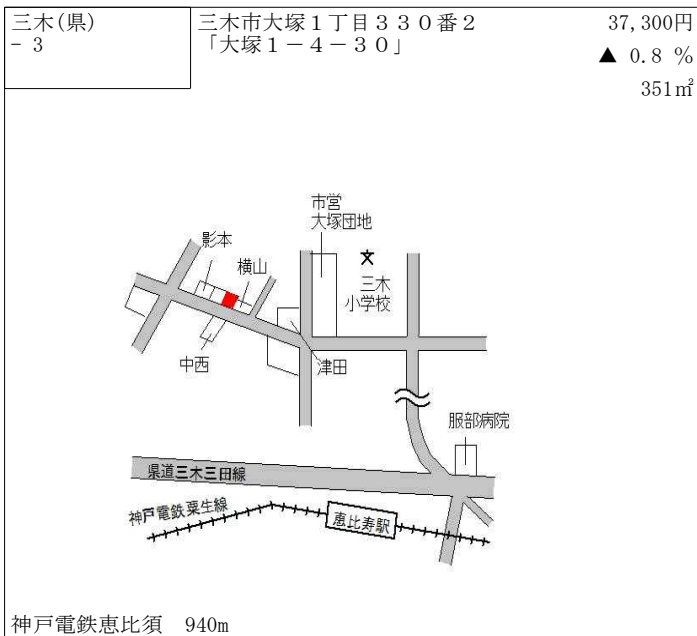 三木(県)
- 3
三木市大塚１丁目３３０番２
「大塚１－４－３０」
37,300円
▲ 0.8 %
351㎡
市営
大塚団地
影本
横山
三木
小学校
中西
津田
服部病院
県道三木三田線
神戸電鉄粟生線
恵比寿駅
神戸電鉄恵比須 940m